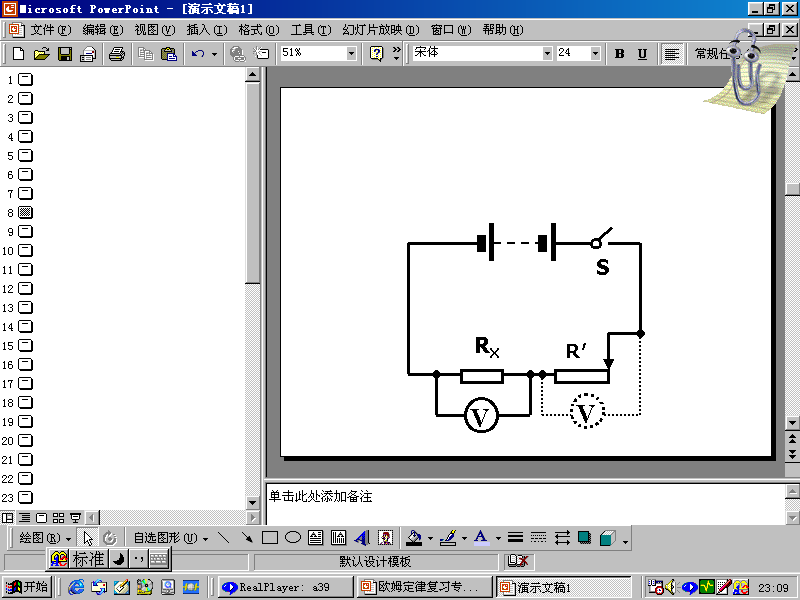 Microsoft PowerPoint - [演示文稿1]
文件(F) 编辑(E) 视图(V) 插入(I) 格式(O) 工具(T) 幻灯片放映(D) 窗口(W) 帮助(H)
51% 宋体 24 B U 常规任
1
2
3
4
5
6
7
8
9
10
11
12
13
14
15
16
17
18
19
20
21
22
23
S
RX R′
V V
单击此处添加备注
绘图(R) 自选图形(U) A A
标准
默认设计模板
开始 RealPlayer: a39 欧姆定律复习专... 演示文稿1 23:09